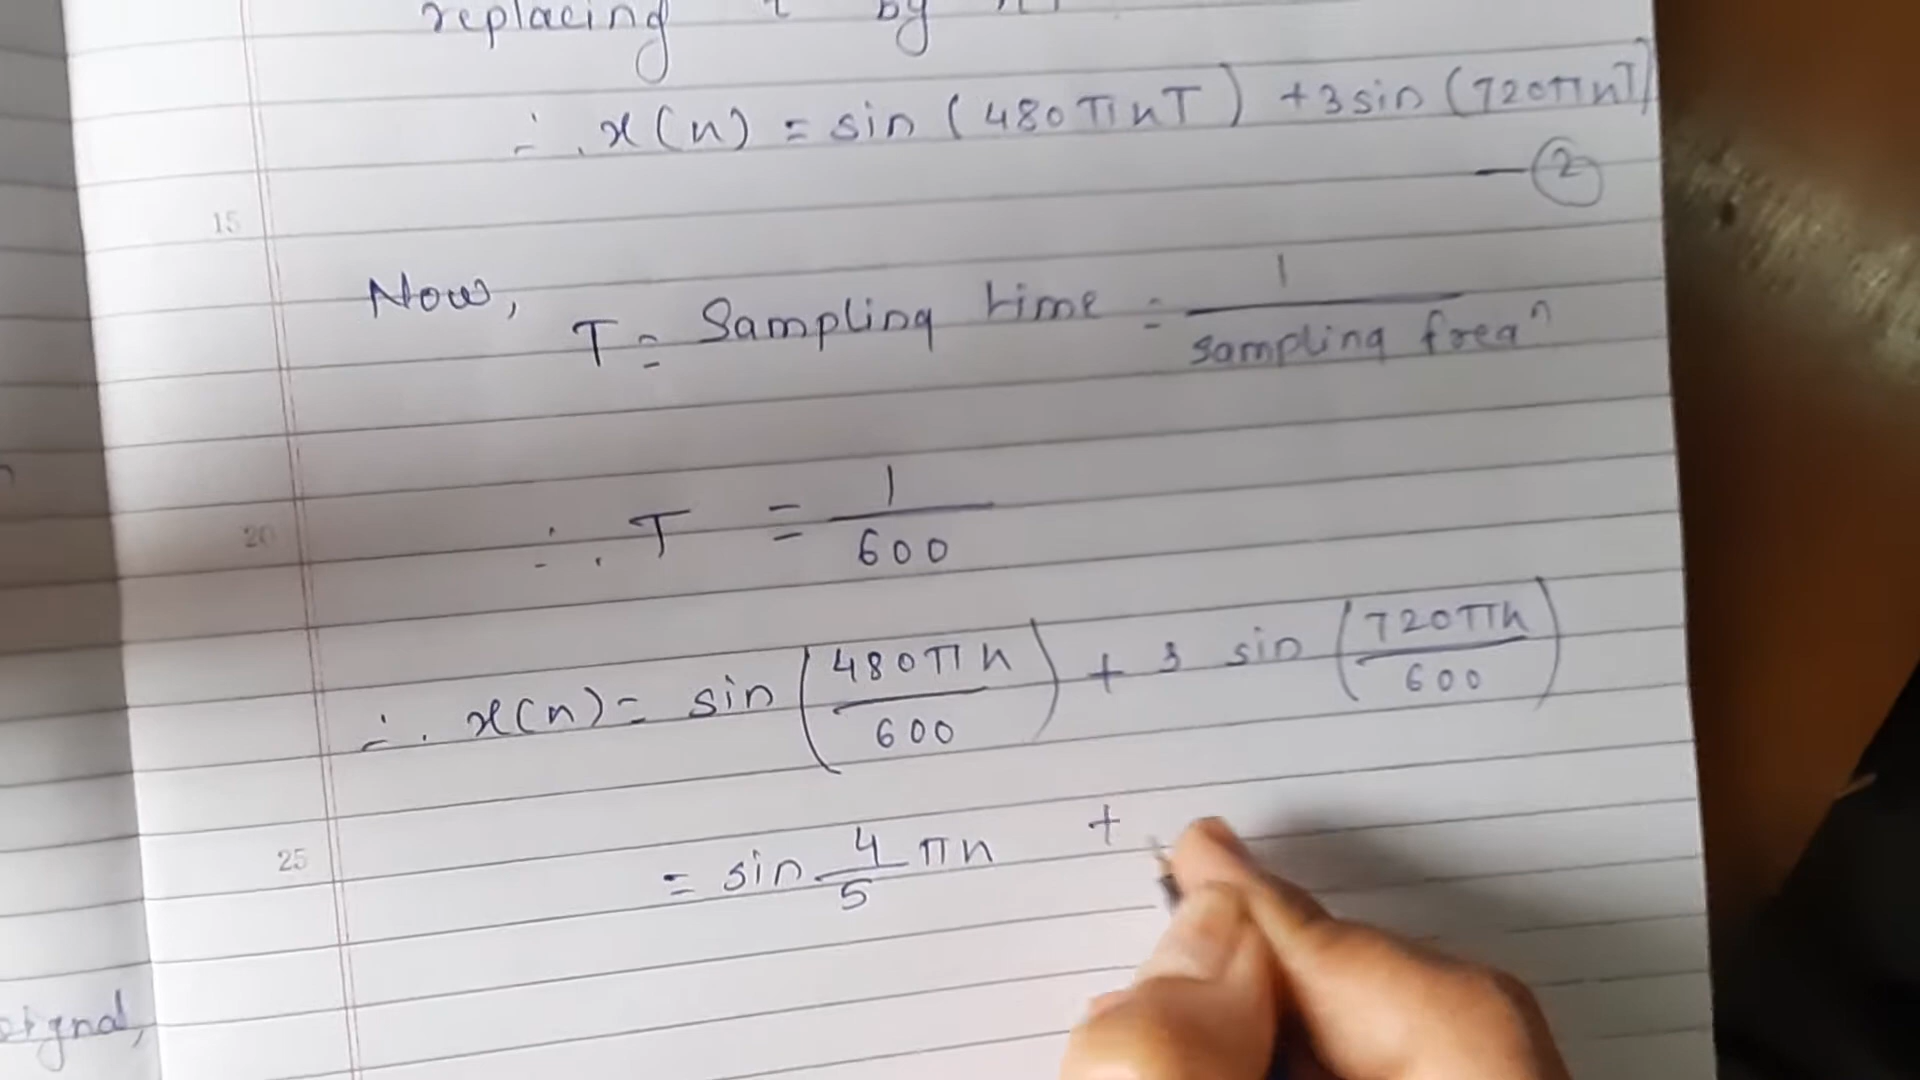 replacing t by
∴ x(n) = sin (480πnT) + 3 sin (720πnT)
— ②
15
Now, T = Sampling time = 1 / sampling freqⁿ
20
∴ T = 1 / 600
∴ x(n) = sin (480πn / 600) + 3 sin (720πn / 600)
25
= sin 4/5 πn +
signal,